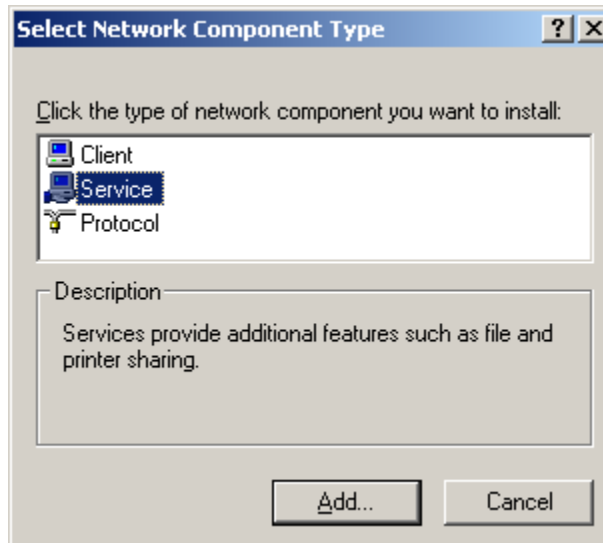 Select Network Component Type
Click the type of network component you want to install:
Client
Service
Protocol
Description
Services provide additional features such as file and
printer sharing.
Add...
Cancel